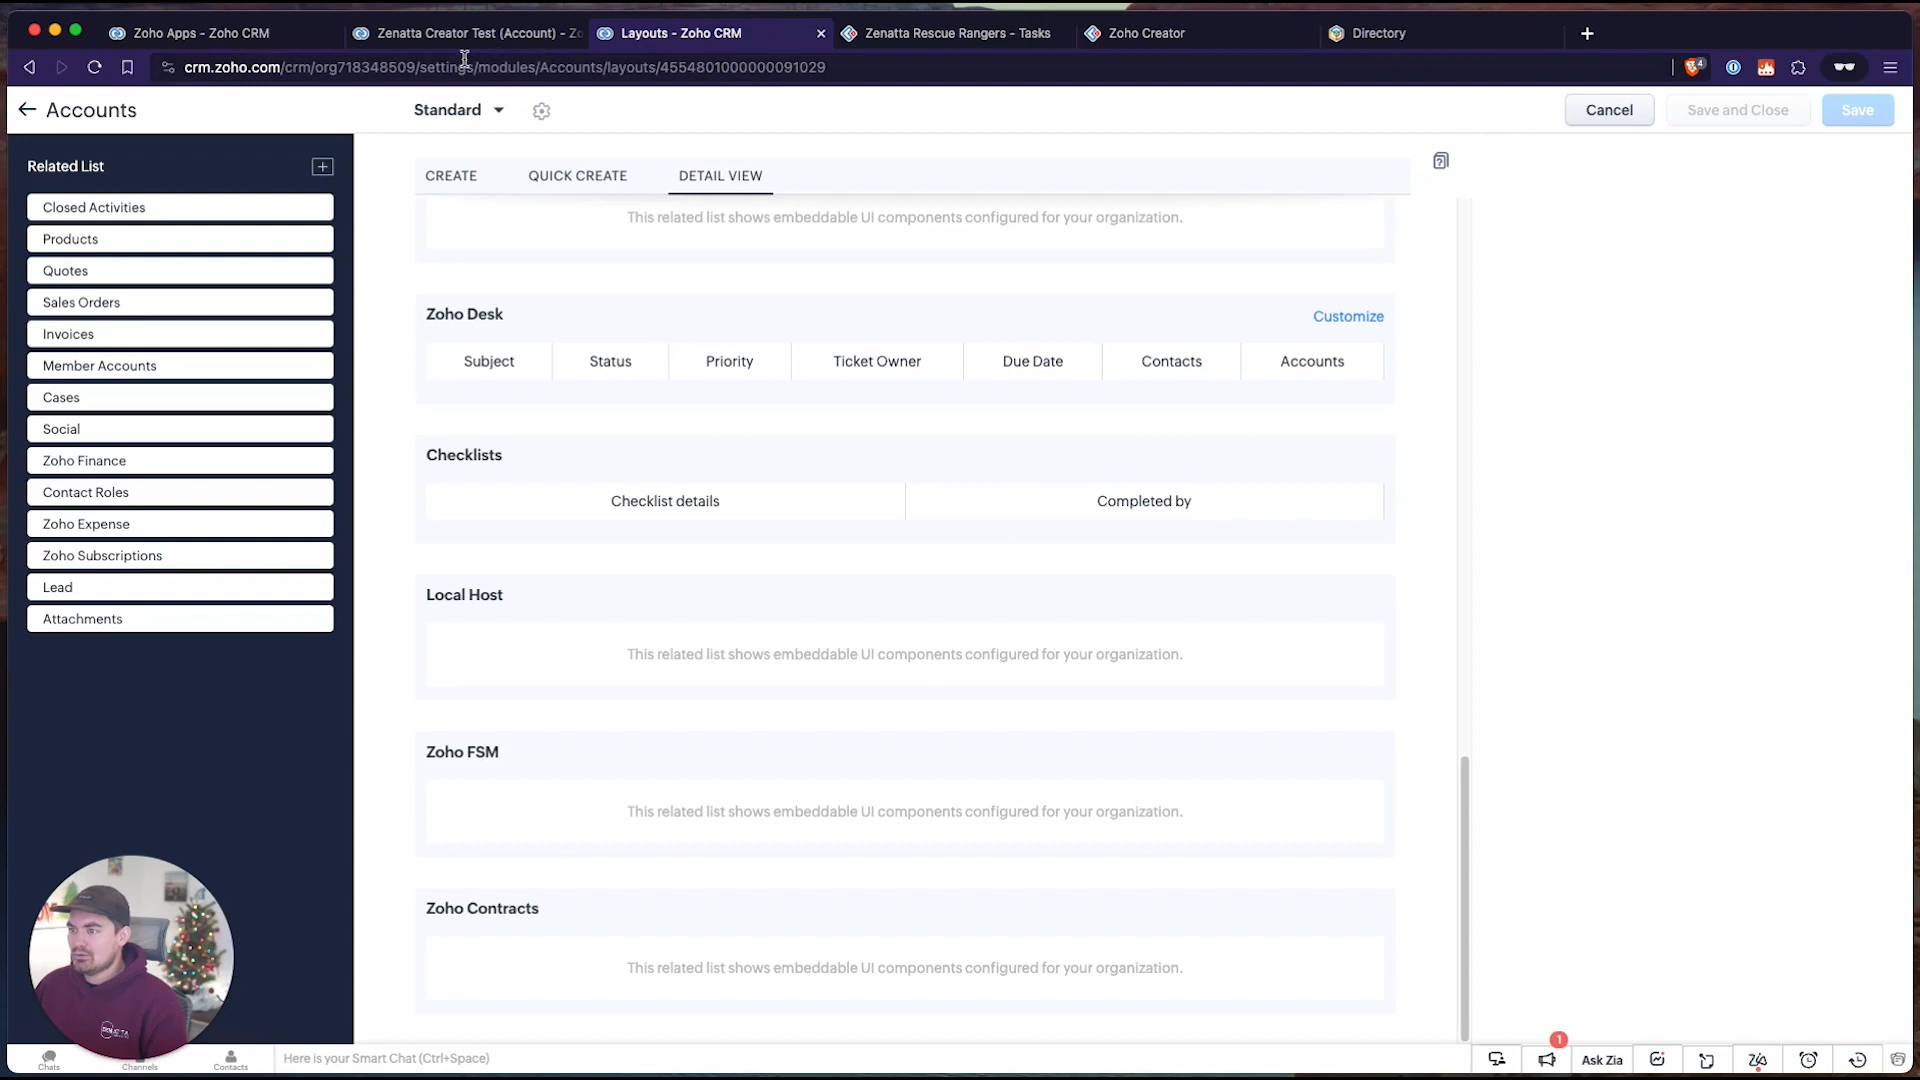 Zoho Apps - Zoho CRM
Zenatta Creator Test (Account) - Zo
Layouts - Zoho CRM
Zenatta Rescue Rangers - Tasks
Zoho Creator
Directory
crm.zoho.com/crm/org718348509/settings/modules/Accounts/layouts/4554801000000091029
4
Accounts
Standard
Cancel
Save and Close
Save
Related List
Closed Activities
Products
Quotes
Sales Orders
Invoices
Member Accounts
Cases
Social
Zoho Finance
Contact Roles
Zoho Expense
Zoho Subscriptions
Lead
Attachments
CREATE
QUICK CREATE
DETAIL VIEW
This related list shows embeddable UI components configured for your organization.
Zoho Desk
Customize
Subject
Status
Priority
Ticket Owner
Due Date
Contacts
Accounts
Checklists
Checklist details
Completed by
Local Host
This related list shows embeddable UI components configured for your organization.
Zoho FSM
This related list shows embeddable UI components configured for your organization.
Zoho Contracts
This related list shows embeddable UI components configured for your organization.
Chats
Channels
Contacts
Here is your Smart Chat (Ctrl+Space)
1
Ask Zia